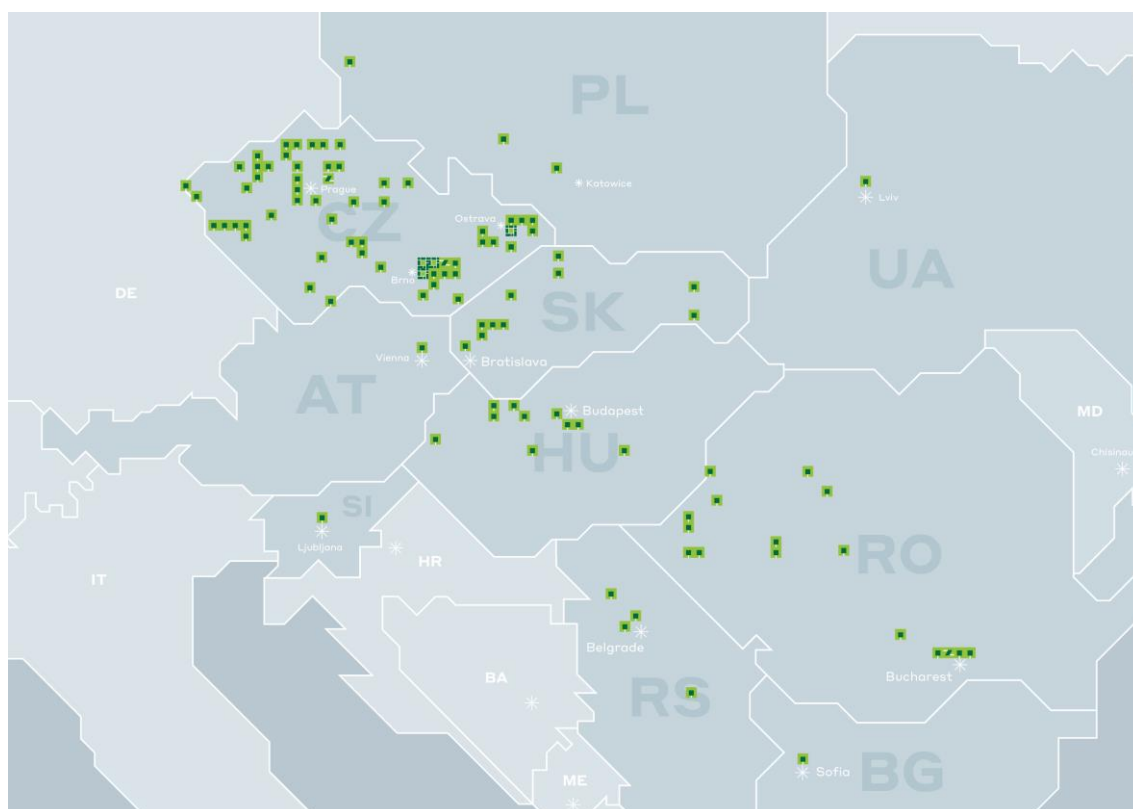 PL
Katowice
Prague
Lviv
CZ
Ostrava
UA
Brno
DE
SK
Vienna
Bratislava
AT
Budapest
MD
HU
Chisinau
SI
Ljubljana
HR
RO
IT
Belgrade
BA
Bucharest
RS
Sofia
BG
ME